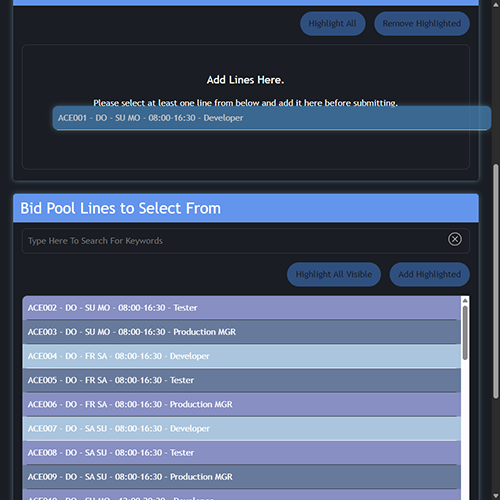 Highlight All
Remove Highlighted
Add Lines Here.
Please select at least one line from below and add it here before submitting.
ACE001 - DO - SU MO - 08:00-16:30 - Developer
Bid Pool Lines to Select From
Type Here To Search For Keywords
Highlight All Visible
Add Highlighted
ACE002 - DO - SU MO - 08:00-16:30 - Tester
ACE003 - DO - SU MO - 08:00-16:30 - Production MGR
ACE004 - DO - FR SA - 08:00-16:30 - Developer
ACE005 - DO - FR SA - 08:00-16:30 - Tester
ACE006 - DO - FR SA - 08:00-16:30 - Production MGR
ACE007 - DO - SA SU - 08:00-16:30 - Developer
ACE008 - DO - SA SU - 08:00-16:30 - Tester
ACE009 - DO - SA SU - 08:00-16:30 - Production MGR